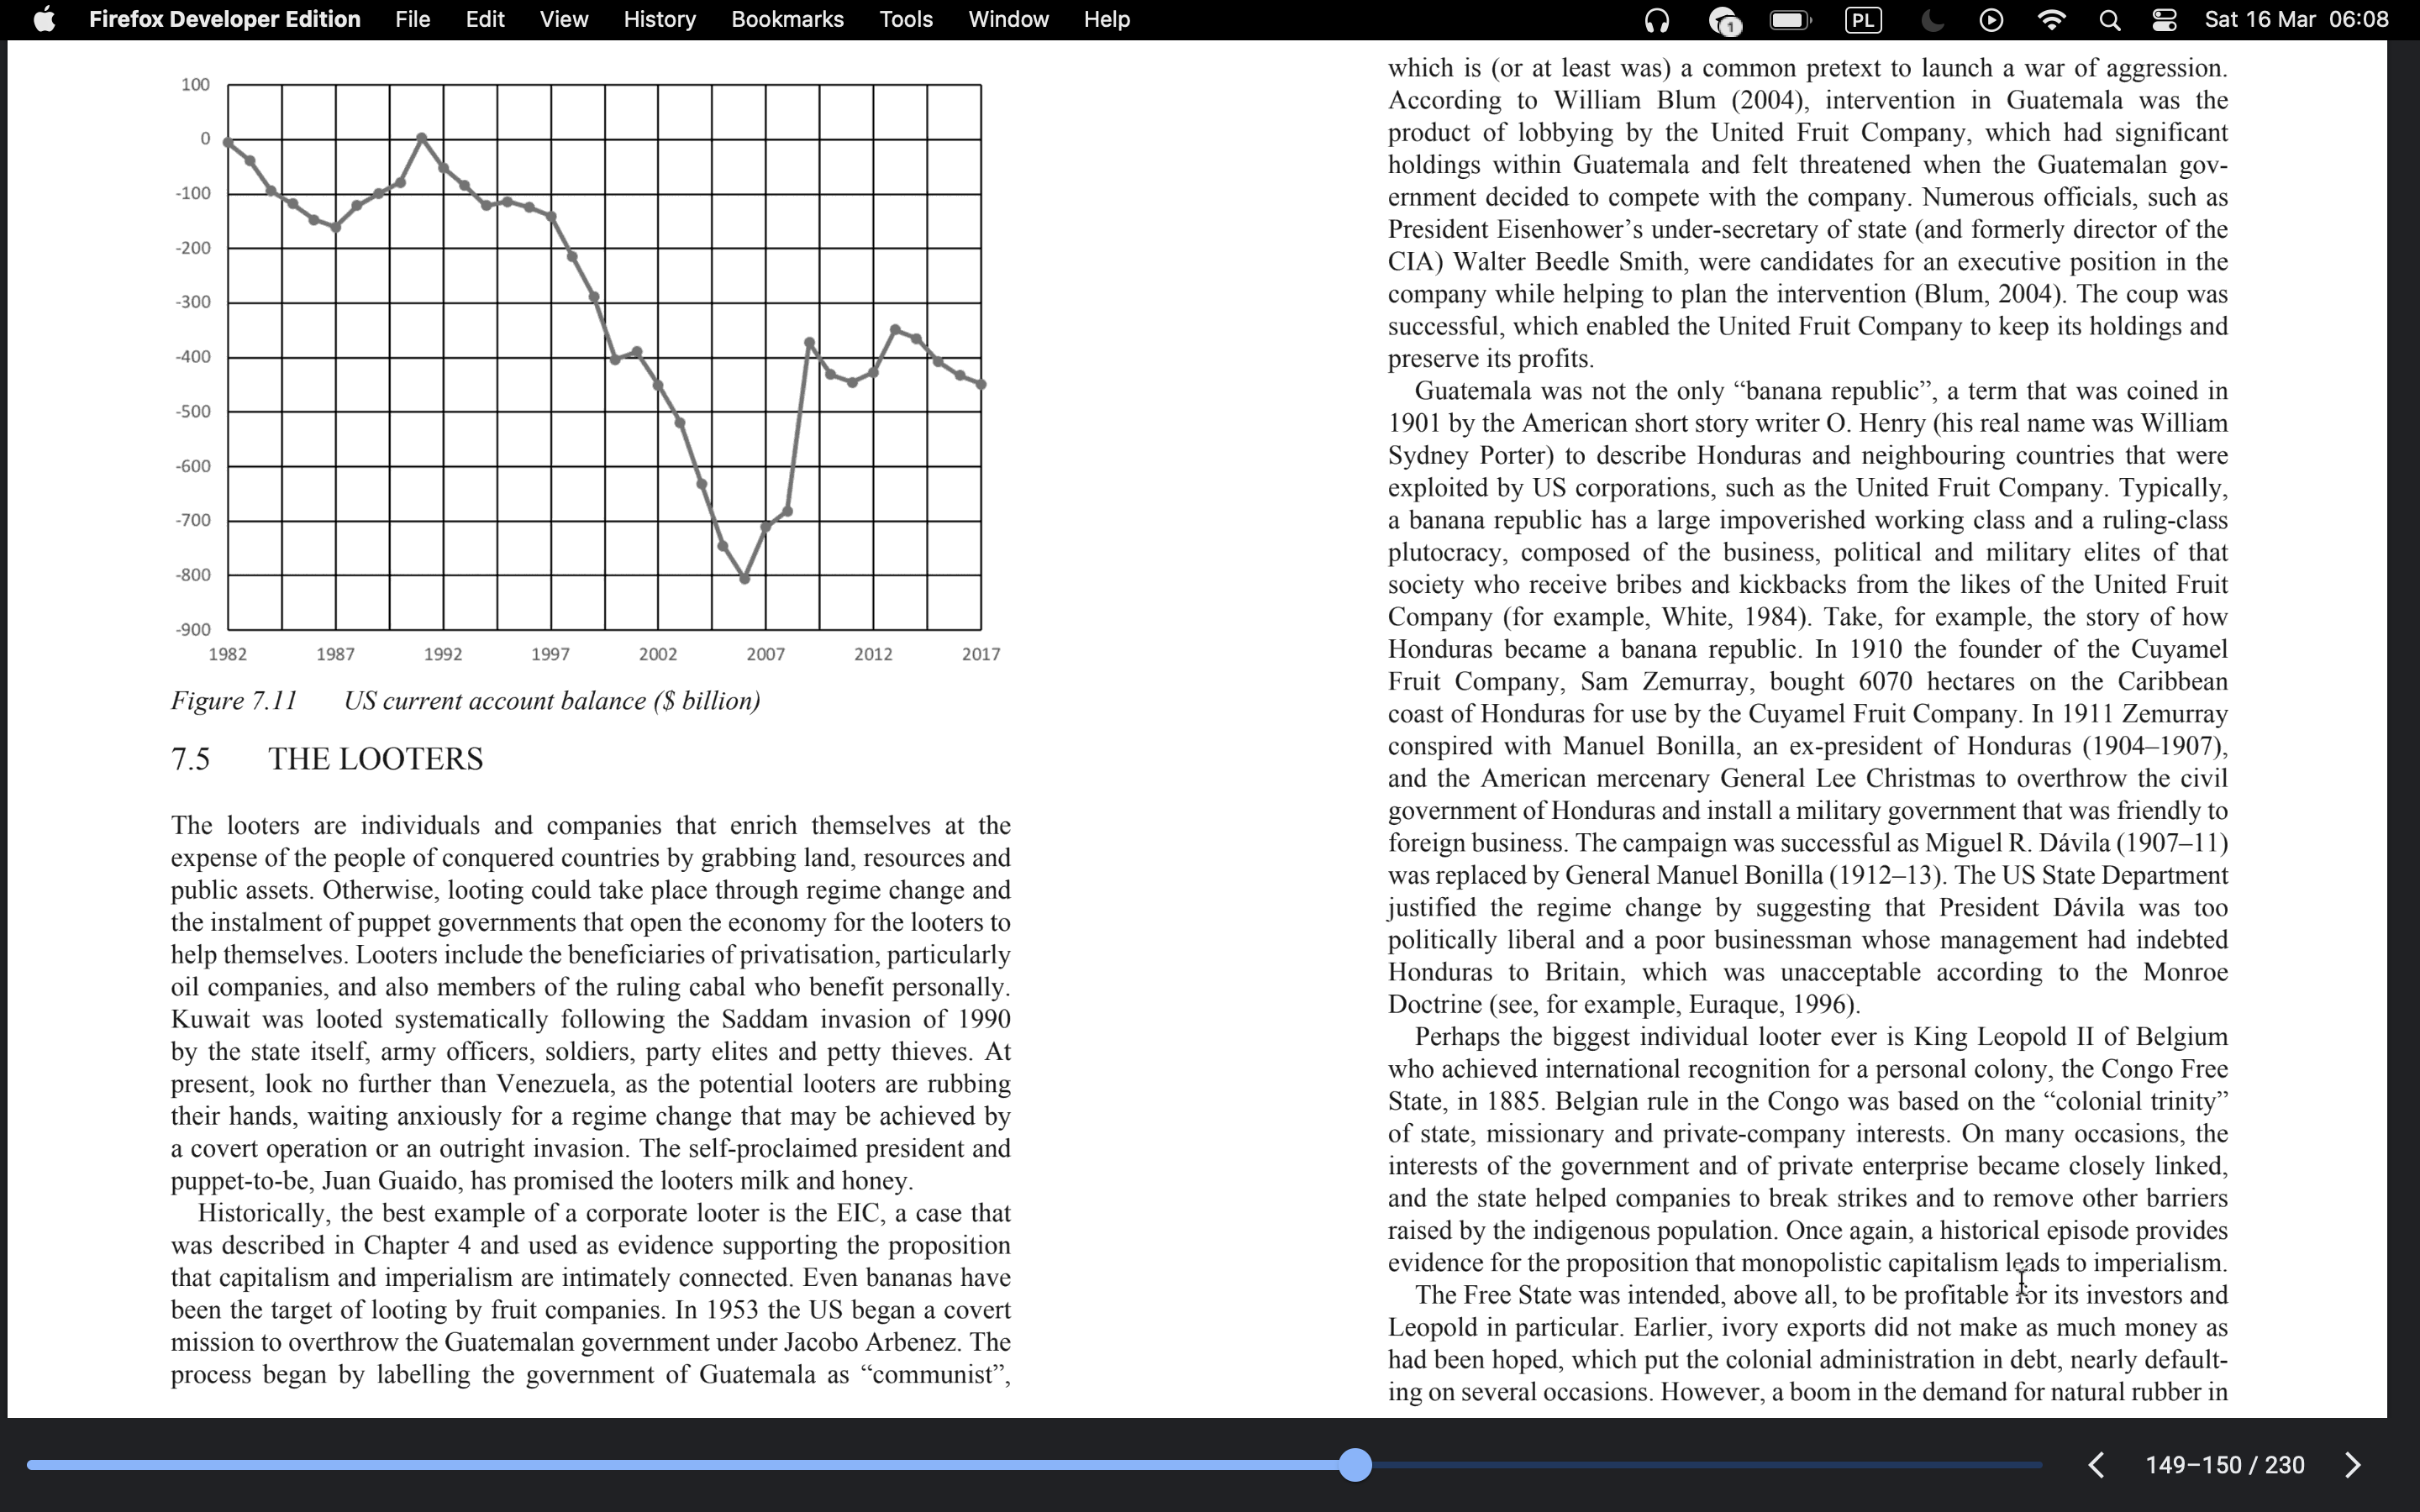 Firefox Developer Edition File Edit View History Bookmarks Tools Window Help 1 PL Sat 16 Mar 06:08
100
0
-100
-200
-300
-400
-500
-600
-700
-800
-900
1982 1987 1992 1997 2002 2007 2012 2017
Figure 7.11 US current account balance ($ billion)
7.5 THE LOOTERS
The looters are individuals and companies that enrich themselves at the
expense of the people of conquered countries by grabbing land, resources and
public assets. Otherwise, looting could take place through regime change and
the instalment of puppet governments that open the economy for the looters to
help themselves. Looters include the beneficiaries of privatisation, particularly
oil companies, and also members of the ruling cabal who benefit personally.
Kuwait was looted systematically following the Saddam invasion of 1990
by the state itself, army officers, soldiers, party elites and petty thieves. At
present, look no further than Venezuela, as the potential looters are rubbing
their hands, waiting anxiously for a regime change that may be achieved by
a covert operation or an outright invasion. The self-proclaimed president and
puppet-to-be, Juan Guaido, has promised the looters milk and honey.
Historically, the best example of a corporate looter is the EIC, a case that
was described in Chapter 4 and used as evidence supporting the proposition
that capitalism and imperialism are intimately connected. Even bananas have
been the target of looting by fruit companies. In 1953 the US began a covert
mission to overthrow the Guatemalan government under Jacobo Arbenez. The
process began by labelling the government of Guatemala as “communist”,
which is (or at least was) a common pretext to launch a war of aggression.
According to William Blum (2004), intervention in Guatemala was the
product of lobbying by the United Fruit Company, which had significant
holdings within Guatemala and felt threatened when the Guatemalan gov-
ernment decided to compete with the company. Numerous officials, such as
President Eisenhower’s under-secretary of state (and formerly director of the
CIA) Walter Beedle Smith, were candidates for an executive position in the
company while helping to plan the intervention (Blum, 2004). The coup was
successful, which enabled the United Fruit Company to keep its holdings and
preserve its profits.
Guatemala was not the only “banana republic”, a term that was coined in
1901 by the American short story writer O. Henry (his real name was William
Sydney Porter) to describe Honduras and neighbouring countries that were
exploited by US corporations, such as the United Fruit Company. Typically,
a banana republic has a large impoverished working class and a ruling-class
plutocracy, composed of the business, political and military elites of that
society who receive bribes and kickbacks from the likes of the United Fruit
Company (for example, White, 1984). Take, for example, the story of how
Honduras became a banana republic. In 1910 the founder of the Cuyamel
Fruit Company, Sam Zemurray, bought 6070 hectares on the Caribbean
coast of Honduras for use by the Cuyamel Fruit Company. In 1911 Zemurray
conspired with Manuel Bonilla, an ex-president of Honduras (1904–1907),
and the American mercenary General Lee Christmas to overthrow the civil
government of Honduras and install a military government that was friendly to
foreign business. The campaign was successful as Miguel R. Dávila (1907–11)
was replaced by General Manuel Bonilla (1912–13). The US State Department
justified the regime change by suggesting that President Dávila was too
politically liberal and a poor businessman whose management had indebted
Honduras to Britain, which was unacceptable according to the Monroe
Doctrine (see, for example, Euraque, 1996).
Perhaps the biggest individual looter ever is King Leopold II of Belgium
who achieved international recognition for a personal colony, the Congo Free
State, in 1885. Belgian rule in the Congo was based on the “colonial trinity”
of state, missionary and private-company interests. On many occasions, the
interests of the government and of private enterprise became closely linked,
and the state helped companies to break strikes and to remove other barriers
raised by the indigenous population. Once again, a historical episode provides
evidence for the proposition that monopolistic capitalism leads to imperialism.
The Free State was intended, above all, to be profitable for its investors and
Leopold in particular. Earlier, ivory exports did not make as much money as
had been hoped, which put the colonial administration in debt, nearly default-
ing on several occasions. However, a boom in the demand for natural rubber in
149–150 / 230